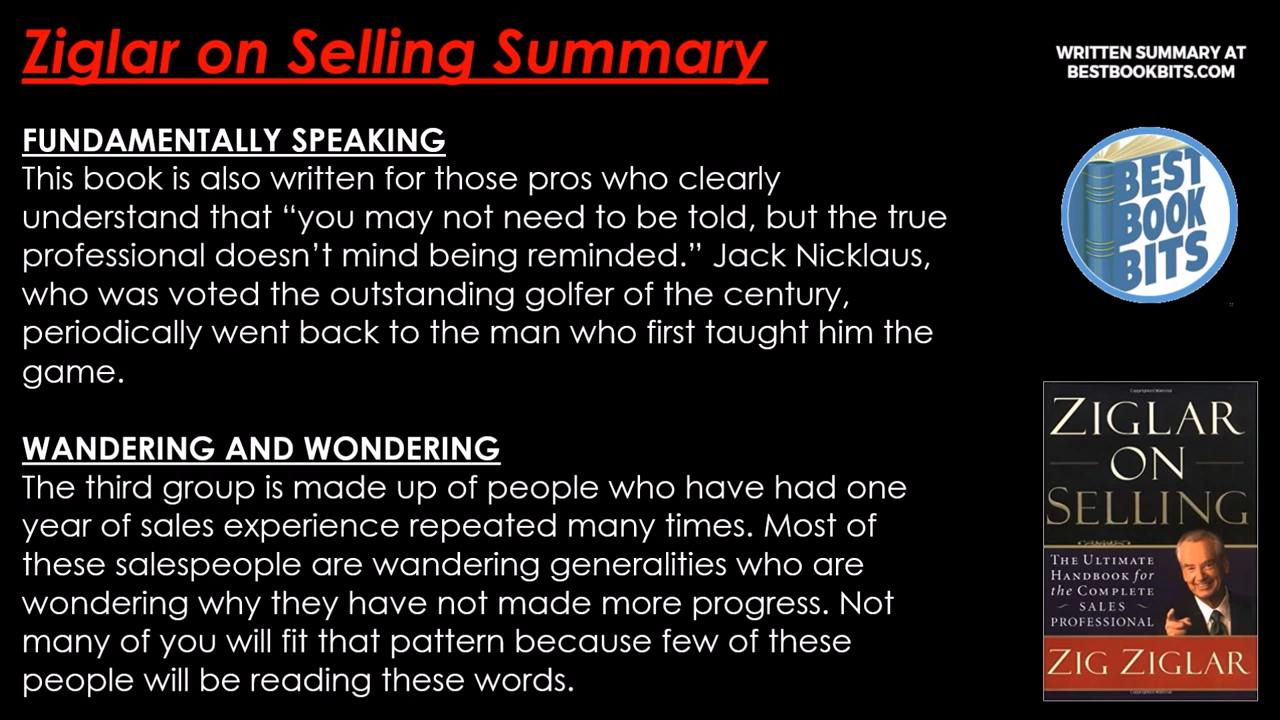 Ziglar on Selling Summary
WRITTEN SUMMARY AT
BESTBOOKBITS.COM
FUNDAMENTALLY SPEAKING
This book is also written for those pros who clearly
understand that “you may not need to be told, but the true
professional doesn’t mind being reminded.” Jack Nicklaus,
who was voted the outstanding golfer of the century,
periodically went back to the man who first taught him the
game.
WANDERING AND WONDERING
The third group is made up of people who have had one
year of sales experience repeated many times. Most of
these salespeople are wandering generalities who are
wondering why they have not made more progress. Not
many of you will fit that pattern because few of these
people will be reading these words.
BEST
BOOK
BITS
ZIGLAR
ON
SELLING
THE ULTIMATE
HANDBOOK for
the COMPLETE
SALES
PROFESSIONAL
ZIG ZIGLAR